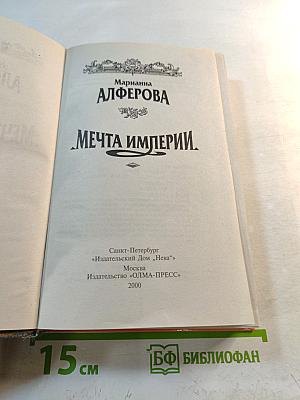 Марианна
АЛФЕРОВА
МЕЧТА ИМПЕРИИ
Санкт-Петербург
«Издательский Дом „Нева“»
Москва
Издательство «ОЛМА-ПРЕСС»
2000
15 см
БФ БИБЛИОФАН